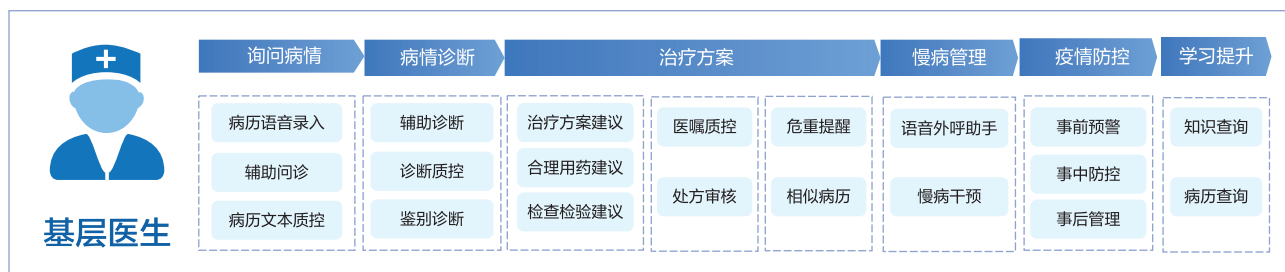 询问病情
病情诊断
治疗方案
慢病管理
疫情防控
学习提升
病历语音录入
辅助问诊
病历文本质控
辅助诊断
诊断质控
鉴别诊断
治疗方案建议
合理用药建议
检查检验建议
医嘱质控
处方审核
危重提醒
相似病历
语音外呼助手
慢病干预
事前预警
事中防控
事后管理
知识查询
病历查询
基层医生